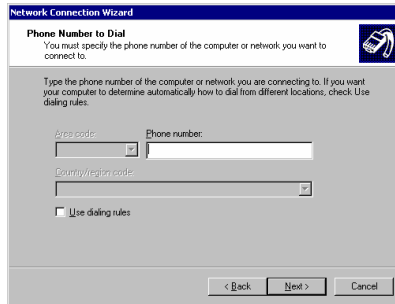 Network Connection Wizard
Phone Number to Dial
You must specify the phone number of the computer or network you want to
connect to.
Type the phone number of the computer or network you are connecting to. If you want
your computer to determine automatically how to dial from different locations, check Use
dialing rules.
Area code: Phone number:
Country/region code:
Use dialing rules
< Back Next > Cancel